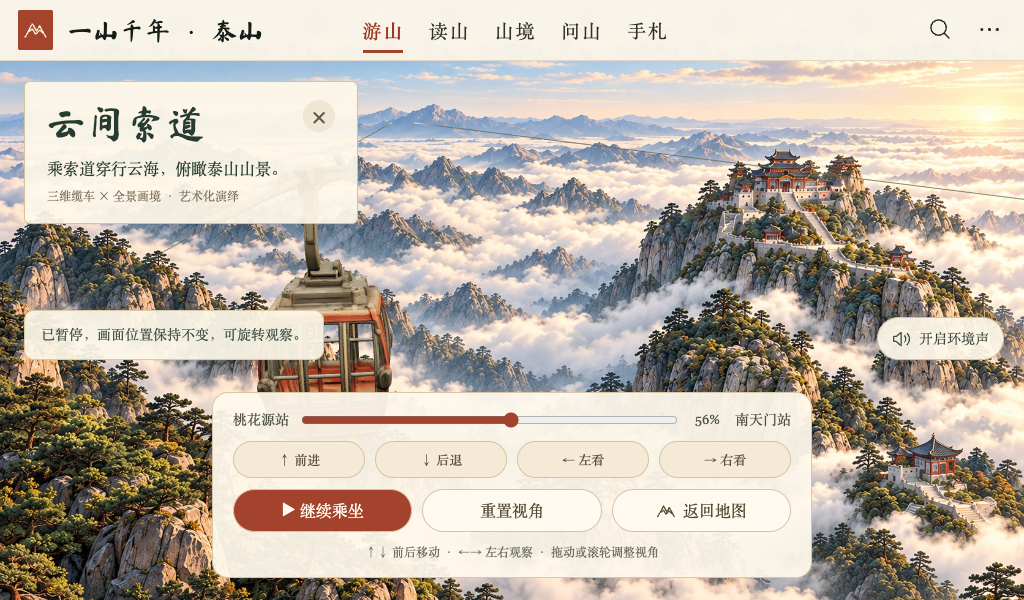 一山千年 · 泰山
游山 读山 山境 问山 手札
云间索道
乘索道穿行云海，俯瞰泰山山景。
三维缆车 × 全景画境 · 艺术化演绎
已暂停，画面位置保持不变，可旋转观察。
开启环境声
桃花源站 56% 南天门站
↑ 前进 ↓ 后退 ← 左看 → 右看
▶ 继续乘坐 重置视角 返回地图
↑ ↓ 前后移动 · ←→ 左右观察 · 拖动或滚轮调整视角